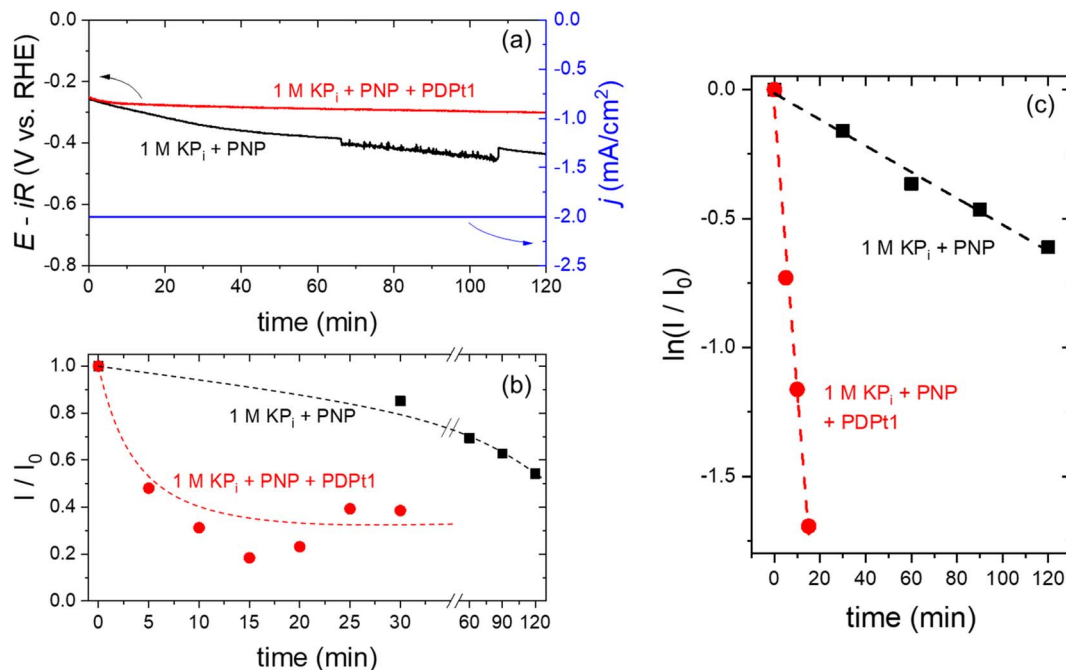 (a)
E - iR (V vs. RHE)
0.0
-0.2
-0.4
-0.6
-0.8
1 M KPi + PNP + PDPt1
1 M KPi + PNP
0.0
-0.5
-1.0
-1.5
-2.0
-2.5
j (mA/cm2)
0 20 40 60 80 100 120
time (min)
(b)
I / I0
1.0
0.8
0.6
0.4
0.2
0.0
1 M KPi + PNP
1 M KPi + PNP + PDPt1
0 5 10 15 20 25 30 60 90 120
time (min)
(c)
ln(I / I0)
0.0
-0.5
-1.0
-1.5
1 M KPi + PNP
1 M KPi + PNP
+ PDPt1
0 20 40 60 80 100 120
time (min)